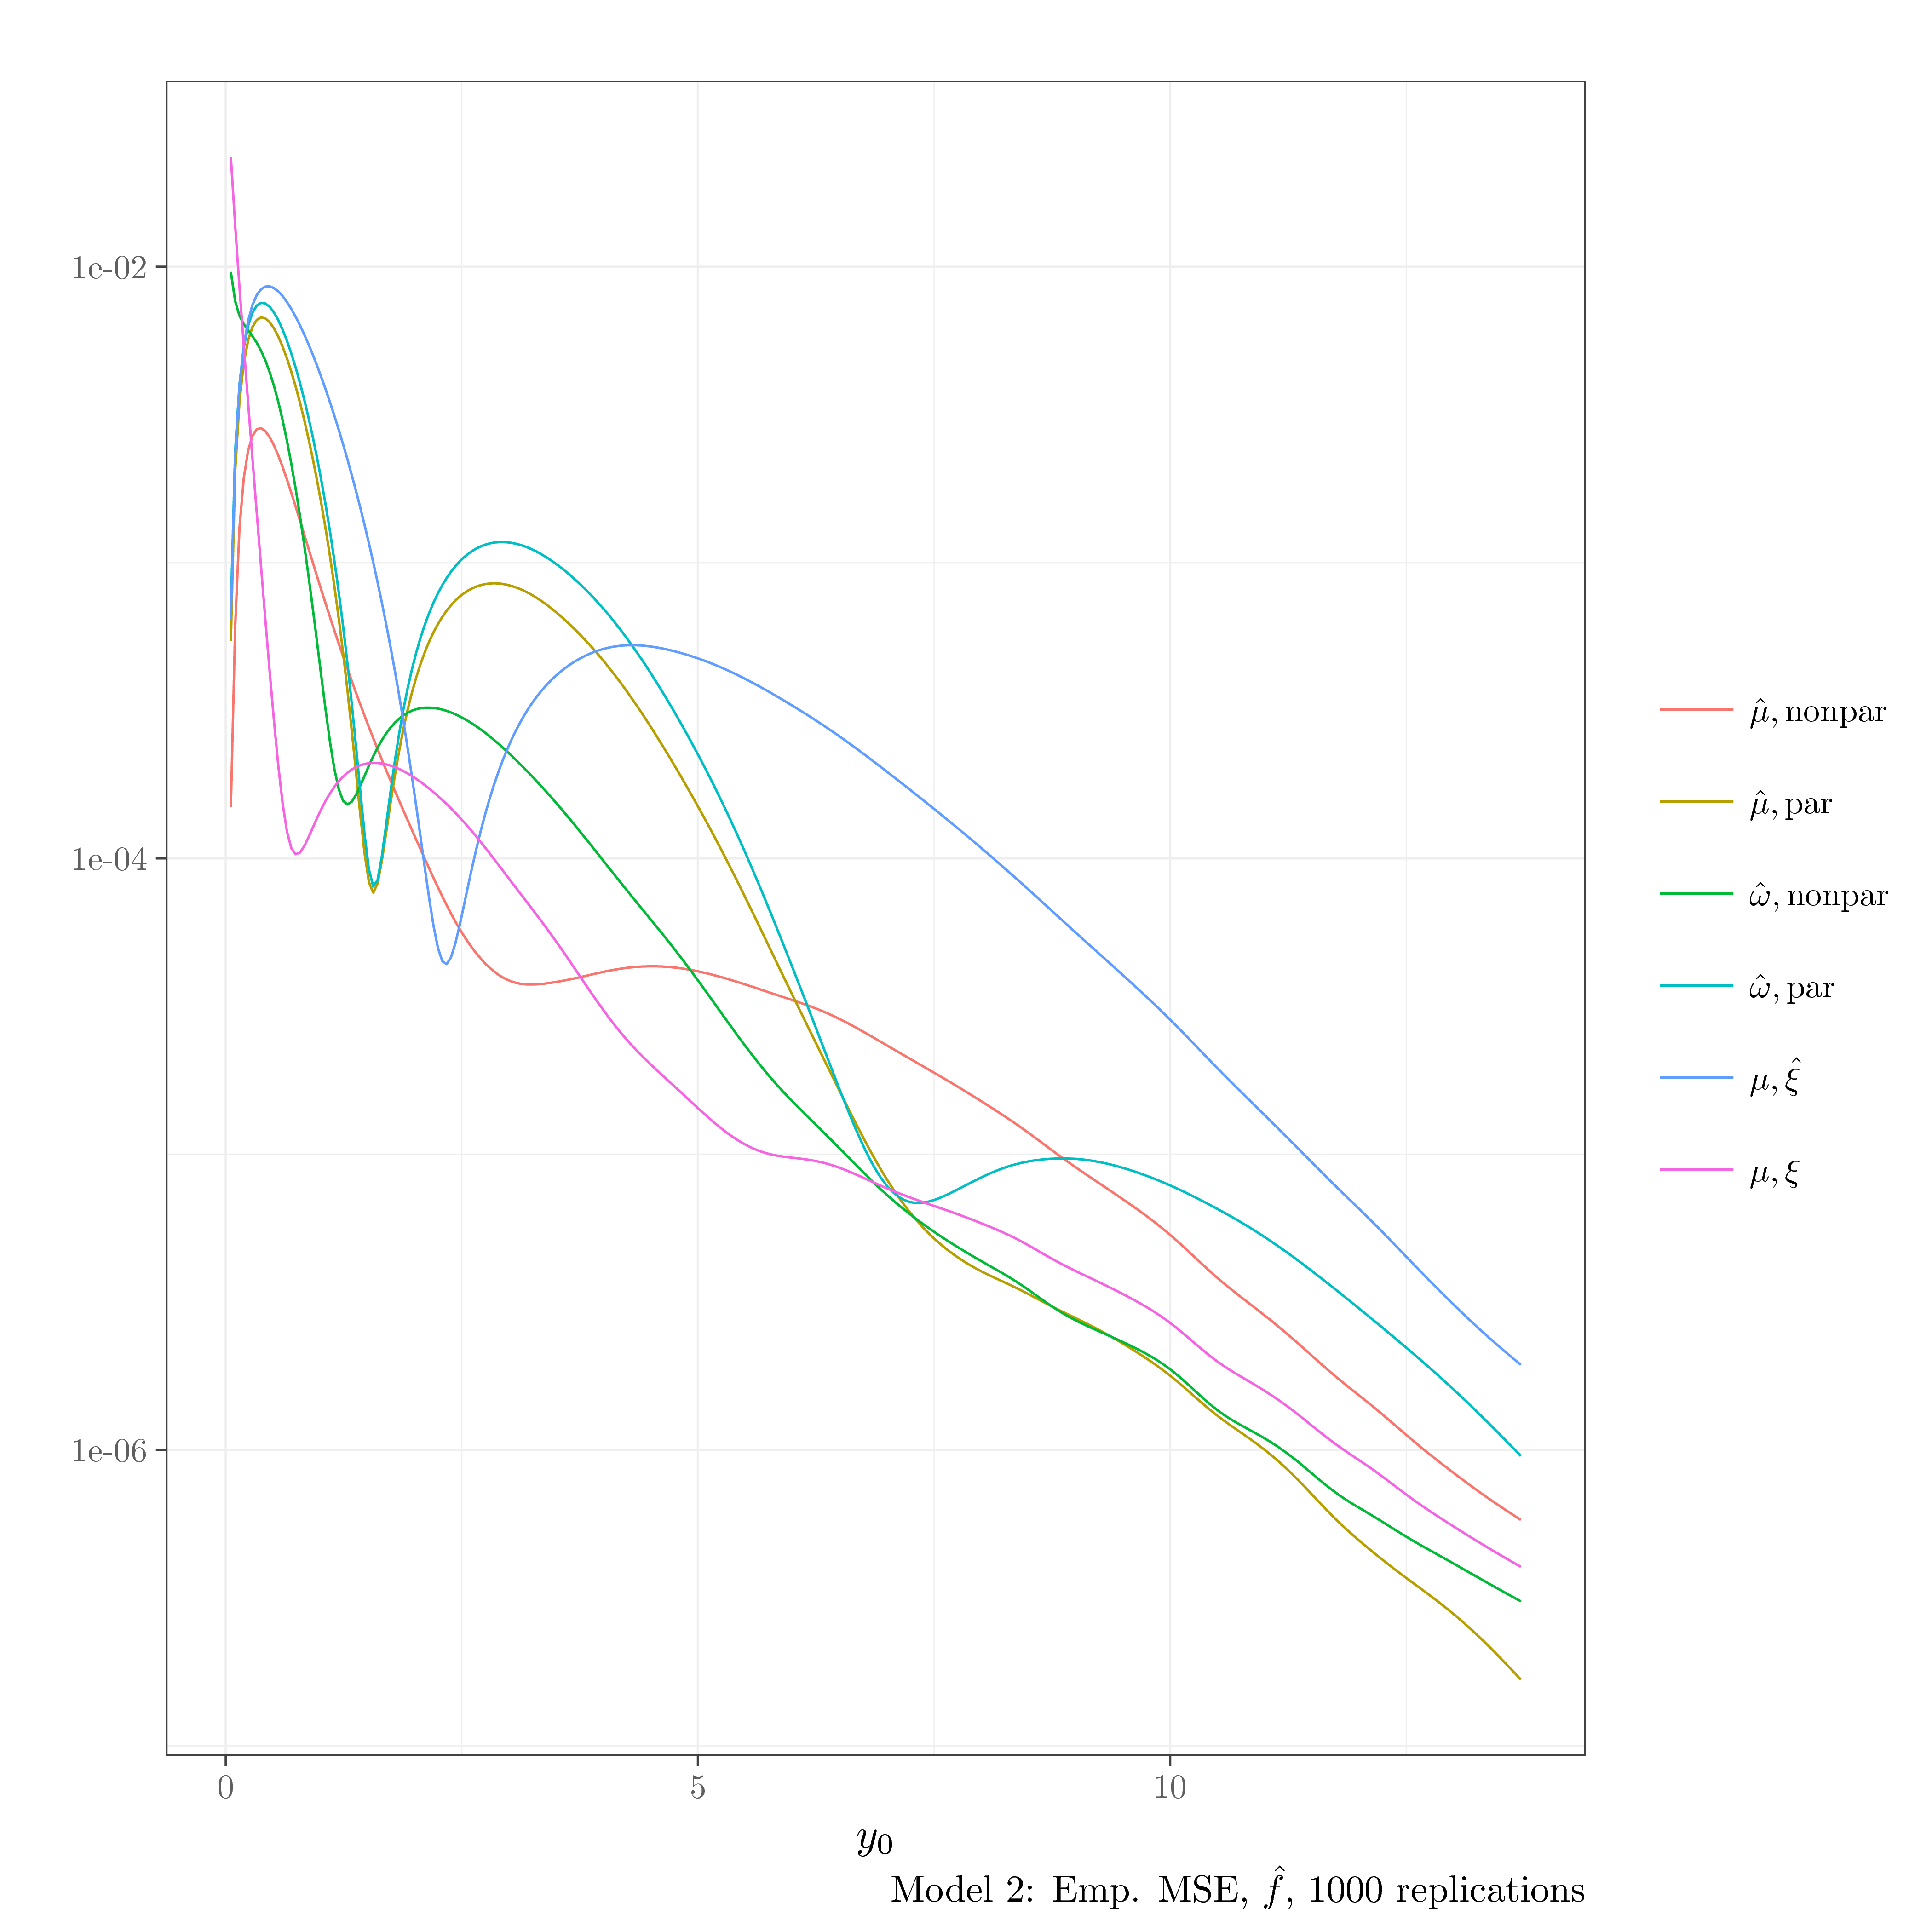 1e-02
1e-04
1e-06
0 5 10
y₀
μ̂, nonpar
μ̂, par
ω̂, nonpar
ω̂, par
μ, ξ̂
μ, ξ
Model 2: Emp. MSE, f̂, 1000 replications